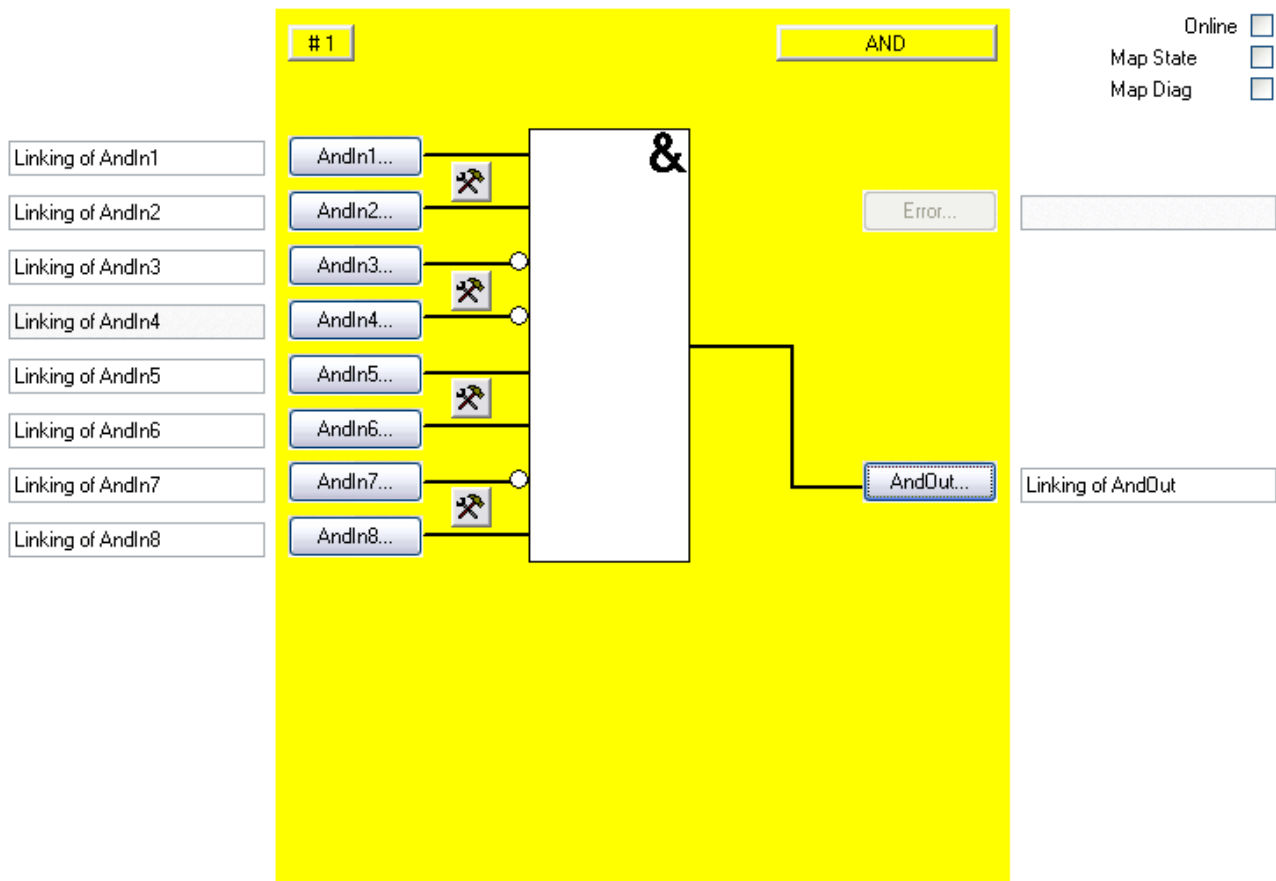 # 1
AND
Online
Map State
Map Diag
Linking of AndIn1
AndIn1...
&
Linking of AndIn2
AndIn2...
Error...
Linking of AndIn3
AndIn3...
Linking of AndIn4
AndIn4...
Linking of AndIn5
AndIn5...
Linking of AndIn6
AndIn6...
Linking of AndIn7
AndIn7...
AndOut...
Linking of AndOut
Linking of AndIn8
AndIn8...